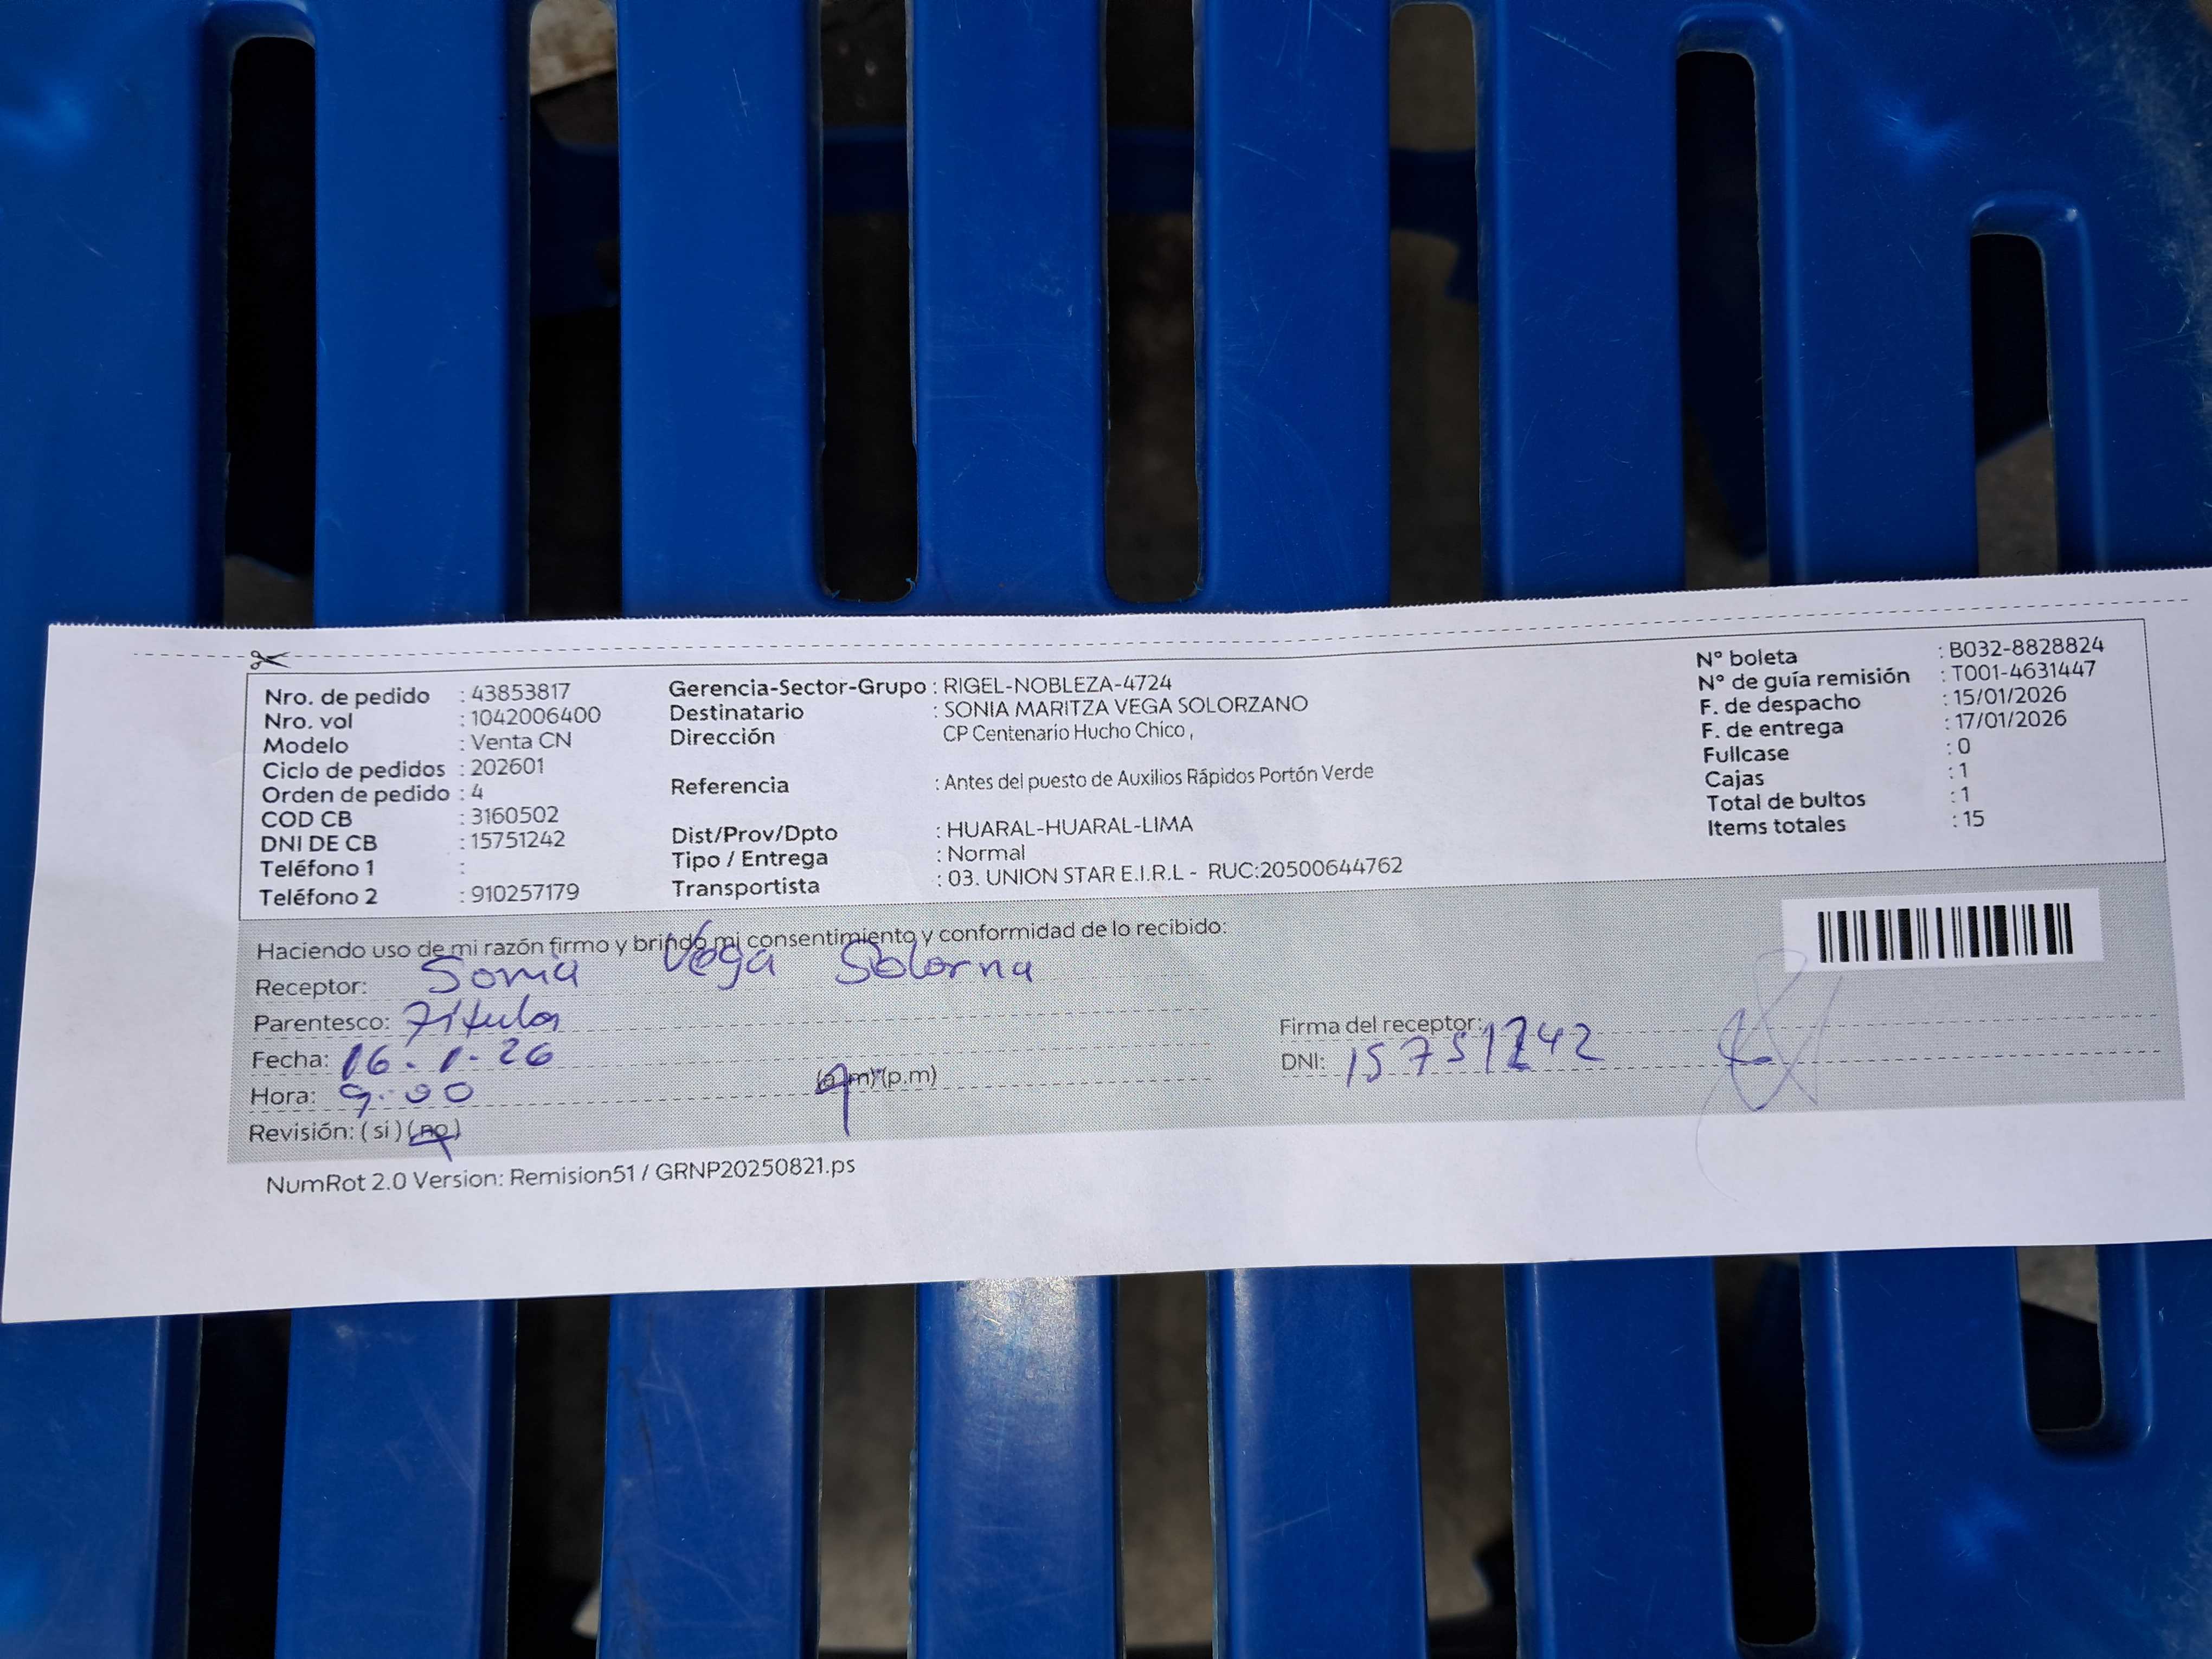 Nro. de pedido : 43853817
Nro. vol : 1042006400
Modelo : Venta CN
Ciclo de pedidos : 202601
Orden de pedido : 4
COD CB : 3160502
DNI DE CB : 15751242
Teléfono 1 :
Teléfono 2 : 910257179
Gerencia-Sector-Grupo : RIGEL-NOBLEZA-4724
Destinatario : SONIA MARITZA VEGA SOLORZANO
Dirección CP Centenario Hucho Chico ,
Referencia : Antes del puesto de Auxilios Rápidos Portón Verde
Dist/Prov/Dpto : HUARAL-HUARAL-LIMA
Tipo / Entrega : Normal
Transportista : 03. UNION STAR E.I.R.L - RUC:20500644762
N° boleta : B032-8828824
N° de guía remisión : T001-4631447
F. de despacho : 15/01/2026
F. de entrega : 17/01/2026
Fullcase : 0
Cajas : 1
Total de bultos : 1
Items totales : 15
Haciendo uso de mi razón firmo y brindo mi consentimiento y conformidad de lo recibido:
Receptor: Sonia Vega
Parentesco: Titular
Fecha: 16-1-26
Hora: 9:00 (a.m) (p.m)
Revisión: ( si ) ( no )
Firma del receptor:
DNI: 15751242
NumRot 2.0 Version: Remision51 / GRNP20250821.ps